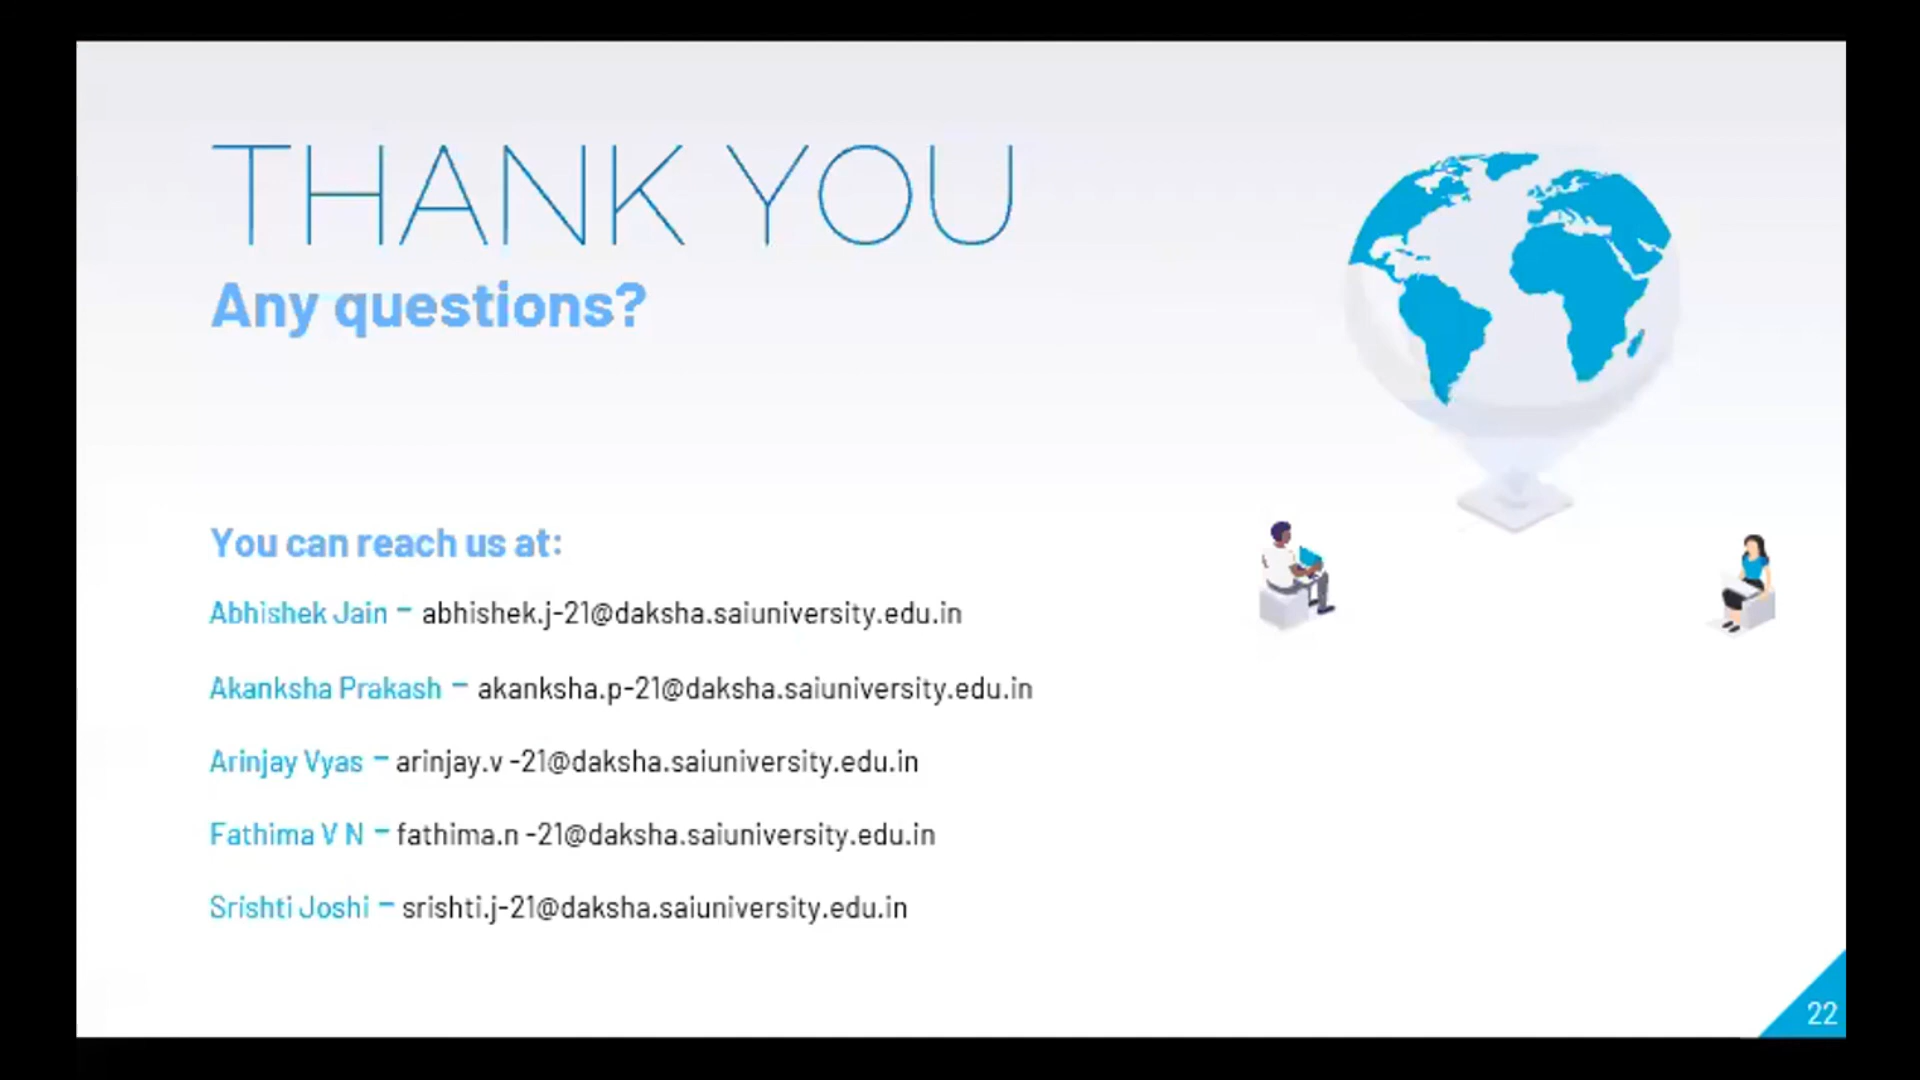 THANK YOU
Any questions?
You can reach us at:
Abhishek Jain – abhishek.j-21@daksha.saiuniversity.edu.in
Akanksha Prakash – akanksha.p-21@daksha.saiuniversity.edu.in
Arinjay Vyas – arinjay.v -21@daksha.saiuniversity.edu.in
Fathima V N – fathima.n -21@daksha.saiuniversity.edu.in
Srishti Joshi – srishti.j-21@daksha.saiuniversity.edu.in
22